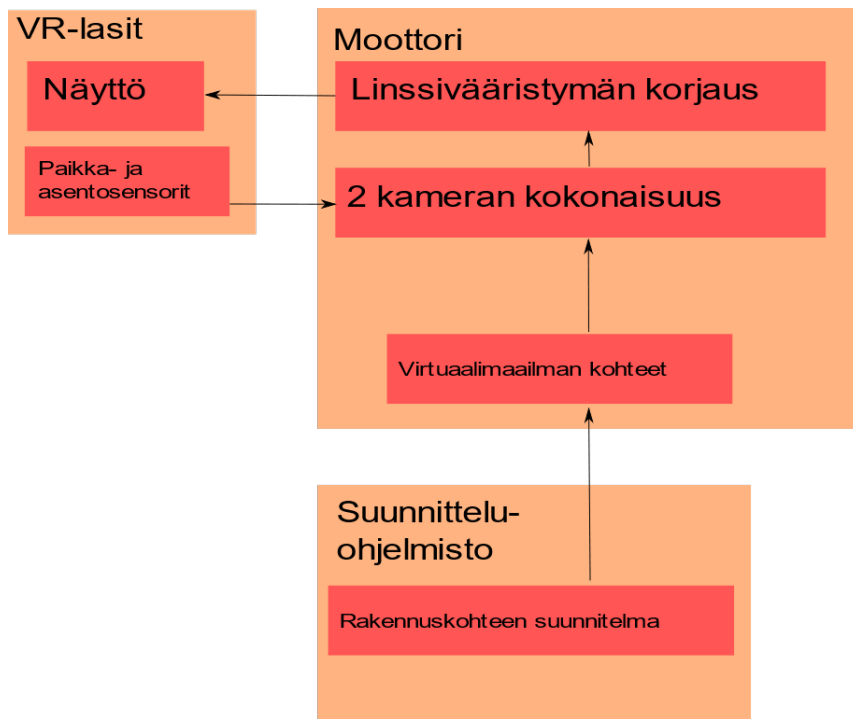 VR-lasit
Näyttö
Paikka- ja
asentosensorit
Moottori
Linssivääristymän korjaus
2 kameran kokonaisuus
Virtuaalimaailman kohteet
Suunnittelu-
ohjelmisto
Rakennuskohteen suunnitelma